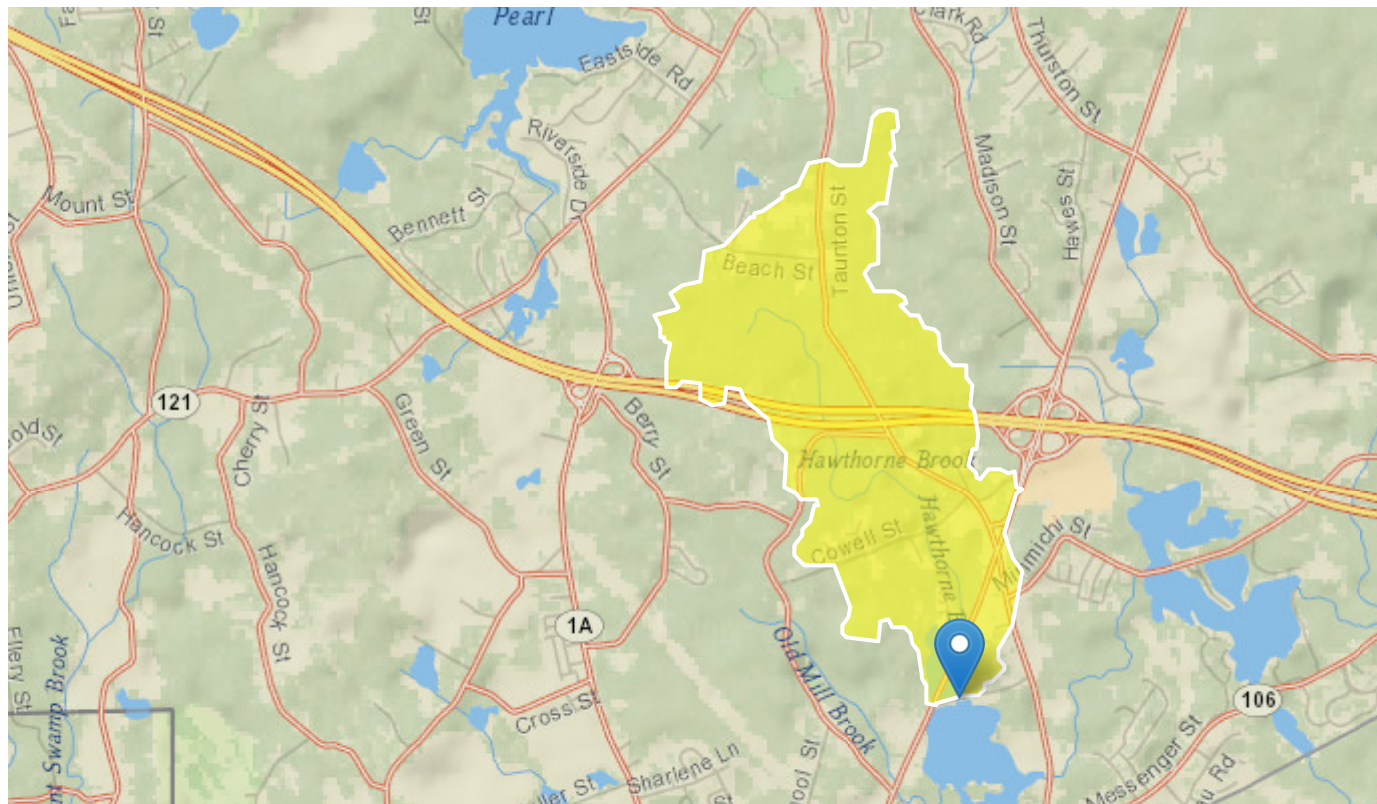 Pearl
Clark Rd
Thurston St
Eastside Rd
Riverside Dr
Madison St
Hawes St
Mount St
Bennett St
Taunton St
Beach St
121
Cherry St
Green St
Berry St
Hawthorne Brook
Hancock St
Cowell St
Hawthorne
Hancock St
1A
Ellery St
Old Mill Brook
106
Cross St
Messenger St
Sharlene Ln
Swamp Brook
Rd
St